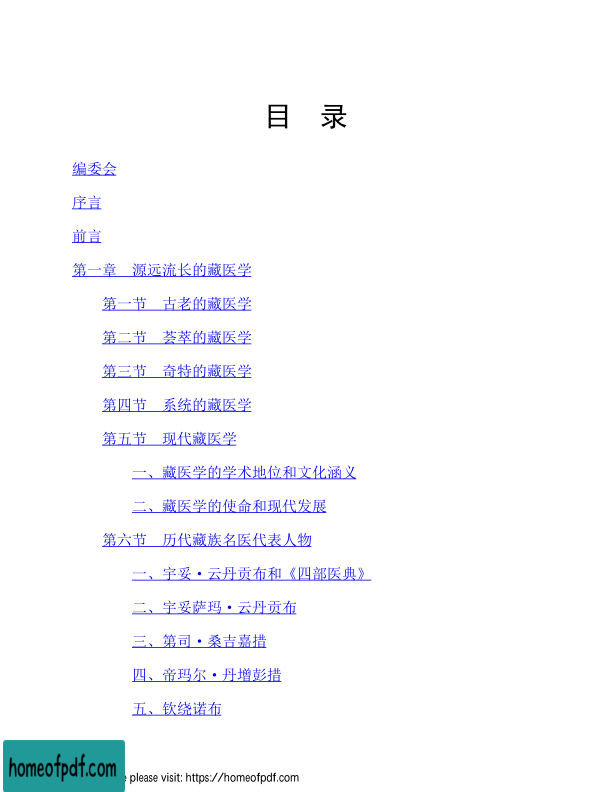 目 录
编委会
序言
前言
第一章 源远流长的藏医学
第一节 古老的藏医学
第二节 荟萃的藏医学
第三节 奇特的藏医学
第四节 系统的藏医学
第五节 现代藏医学
一、藏医学的学术地位和文化涵义
二、藏医学的使命和现代发展
第六节 历代藏族名医代表人物
一、宇妥·云丹贡布和《四部医典》
二、宇妥萨玛·云丹贡布
三、第司·桑吉嘉措
四、帝玛尔·丹增彭措
五、钦绕诺布
homeofpdf.com
please visit: https://homeofpdf.com